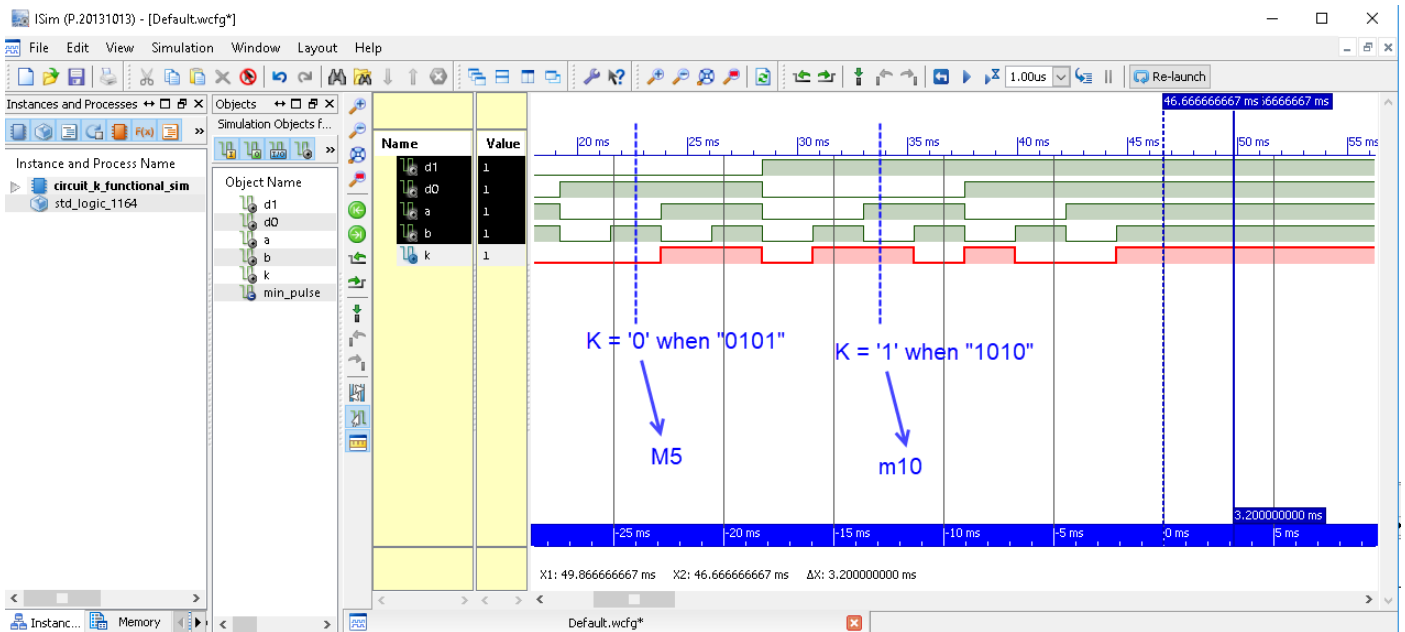 ISim (P.20131013) - [Default.wcfg*]
File Edit View Simulation Window Layout Help
1.00us Re-launch
Instances and Processes
Objects
Simulation Objects f...
Instance and Process Name
circuit_k_functional_sim
std_logic_1164
Object Name
d1
d0
a
b
k
min_pulse
Name Value
d1 1
d0 1
a 1
b 1
k 1
46.666666667 ms 6666667 ms
20 ms 25 ms 30 ms 35 ms 40 ms 45 ms 50 ms 55 ms
K = '0' when "0101"
K = '1' when "1010"
M5
m10
3.200000000 ms
-25 ms -20 ms -15 ms -10 ms -5 ms 0 ms 5 ms
X1: 49.866666667 ms X2: 46.666666667 ms ΔX: 3.200000000 ms
Instanc... Memory
Default.wcfg*